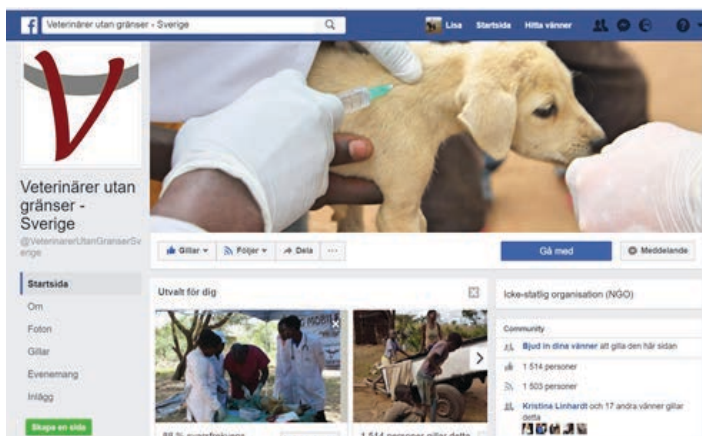 Veterinärer utan gränser - Sverige
Lisa Startsida Hitta vänner
V
Veterinärer utan
gränser -
Sverige
@VeterinarerUtanGranserSv
erige
Gillar Följer Dela ...
Gå med Meddelande
Startsida
Om
Foton
Gillar
Evenemang
Inlägg
Skapa en sida
Utvalt för dig
1 514 personer gillar detta
Icke-statlig organisation (NGO)
Community
Bjud in dina vänner att gilla den här sidan
1 514 personer
1 503 personer
Kristina Linhardt och 17 andra vänner gillar
detta